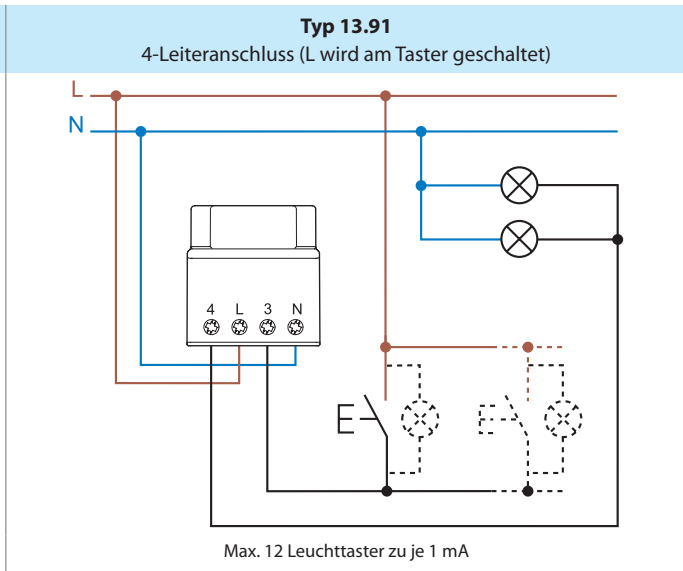 Typ 13.91
4-Leiteranschluss (L wird am Taster geschaltet)
L
N
4 L 3 N
Max. 12 Leuchttaster zu je 1 mA